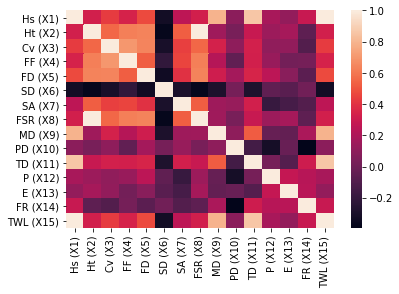 Hs (X1)
Ht (X2)
Cv (X3)
FF (X4)
FD (X5)
SD (X6)
SA (X7)
FSR (X8)
MD (X9)
PD (X10)
TD (X11)
P (X12)
E (X13)
FR (X14)
TWL (X15)
Hs (X1)
Ht (X2)
Cv (X3)
FF (X4)
FD (X5)
SD (X6)
SA (X7)
FSR (X8)
MD (X9)
PD (X10)
TD (X11)
P (X12)
E (X13)
FR (X14)
TWL (X15)
1.0
0.8
0.6
0.4
0.2
0.0
−0.2